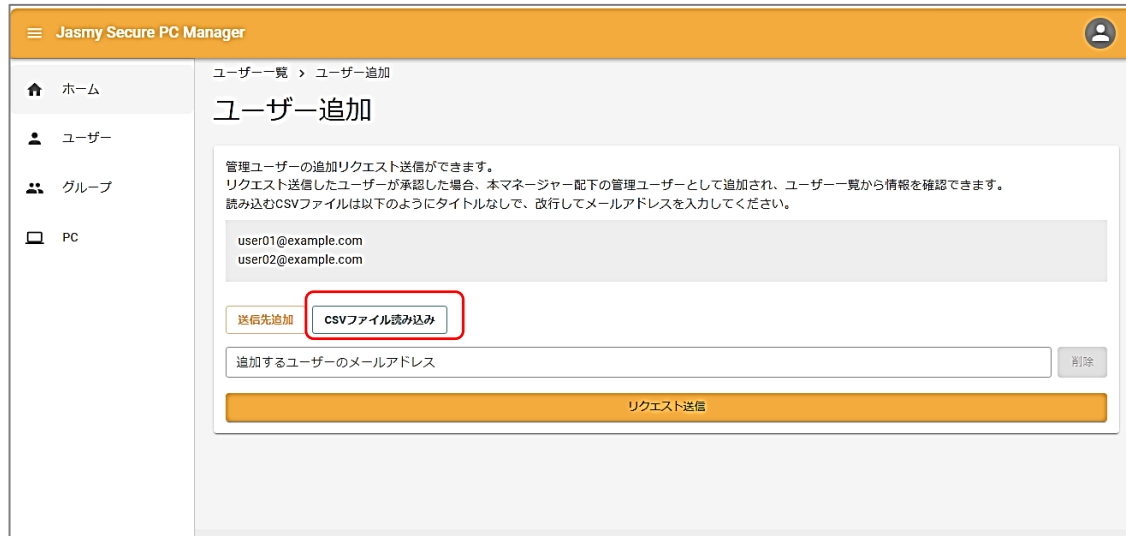 Jasmy Secure PC Manager
ホーム
ユーザー
グループ
PC
ユーザー一覧 › ユーザー追加
ユーザー追加
管理ユーザーの追加リクエスト送信ができます。
リクエスト送信したユーザーが承認した場合、本マネージャー配下の管理ユーザーとして追加され、ユーザー一覧から情報を確認できます。
読み込むCSVファイルは以下のようにタイトルなしで、改行してメールアドレスを入力してください。
user01@example.com
user02@example.com
送信先追加 CSVファイル読み込み
追加するユーザーのメールアドレス 削除
リクエスト送信